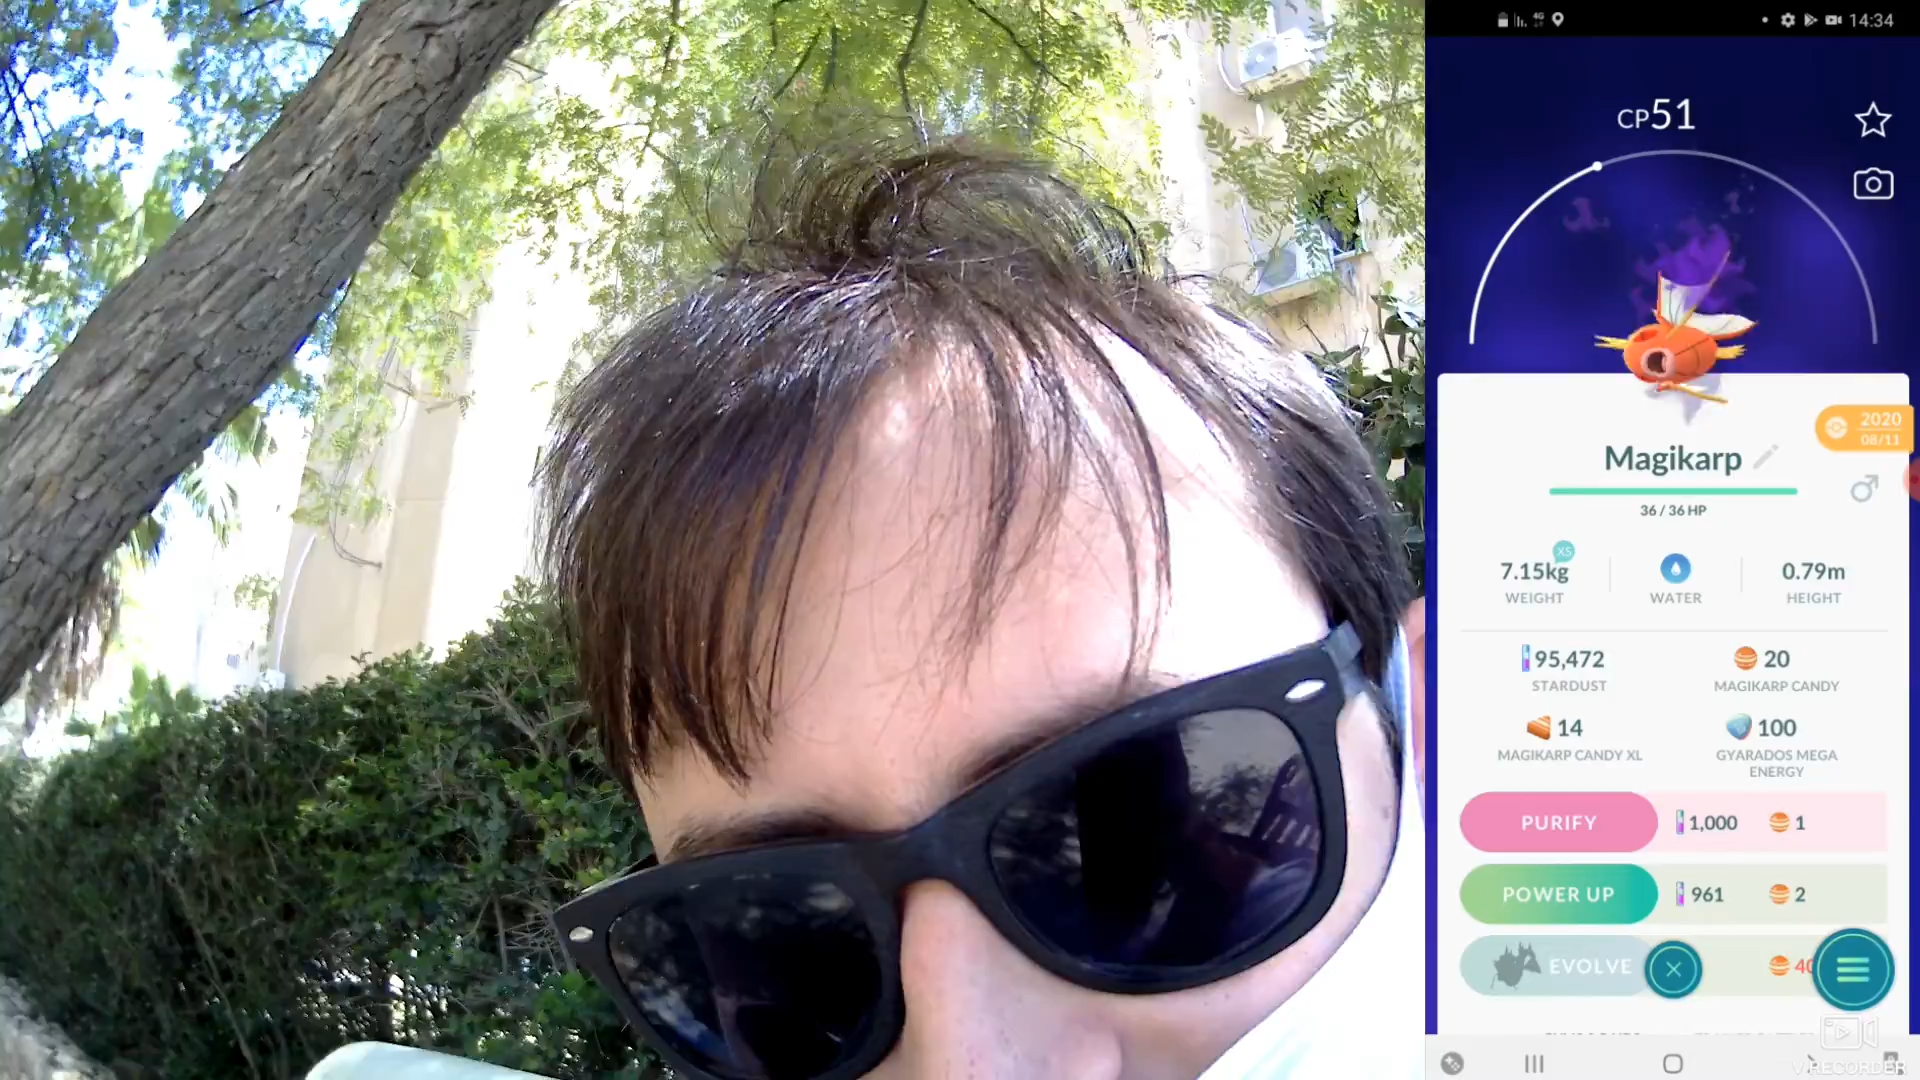 4G
14:34
CP51
2020
08/11
Magikarp
36 / 36 HP
XS
7.15kg
WEIGHT
WATER
0.79m
HEIGHT
95,472
STARDUST
20
MAGIKARP CANDY
14
MAGIKARP CANDY XL
100
GYARADOS MEGA
ENERGY
PURIFY 1,000 1
POWER UP 961 2
EVOLVE
VRECORDER